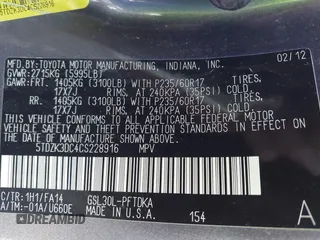 5TDZK3DC4CS228916
MFD. BY: TOYOTA MOTOR MANUFACTURING, INDIANA, INC.
02/12
GVWR: 2715KG (5995LB)
GAWR: FRT. 1405KG (3100LB) WITH P235/60R17
17X7J RIMS, AT 240KPA (35PSI) COLD
RR. 1405KG (3100LB) WITH P235/60R17
17X7J RIMS, AT 240KPA (35PSI) COLD
THIS VEHICLE CONFORMS TO ALL APPLICABLE FEDERAL MOTOR
VEHICLE SAFETY AND THEFT PREVENTION STANDARDS IN EFFECT
ON THE DATE OF MANUFACTURE SHOWN ABOVE.
5TDZK3DC4CS228916 MPV
C/TR: 1H1/FA14 GSL30L-PFTDKA
A/TM: -01A/U660E MADE IN U.S.A. 154 A
DREAMBID